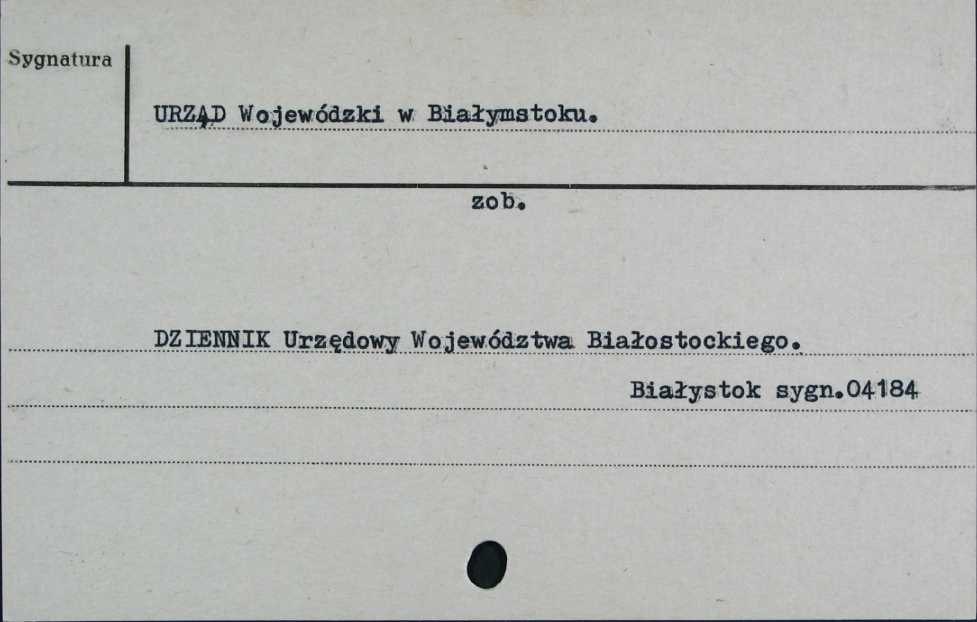 Sygnatura
URZĄD Wojewódzki w Białymstoku.
zob.
DZIENNIK Urzędowy Województwa Białostockiego.
Białystok sygn.04184